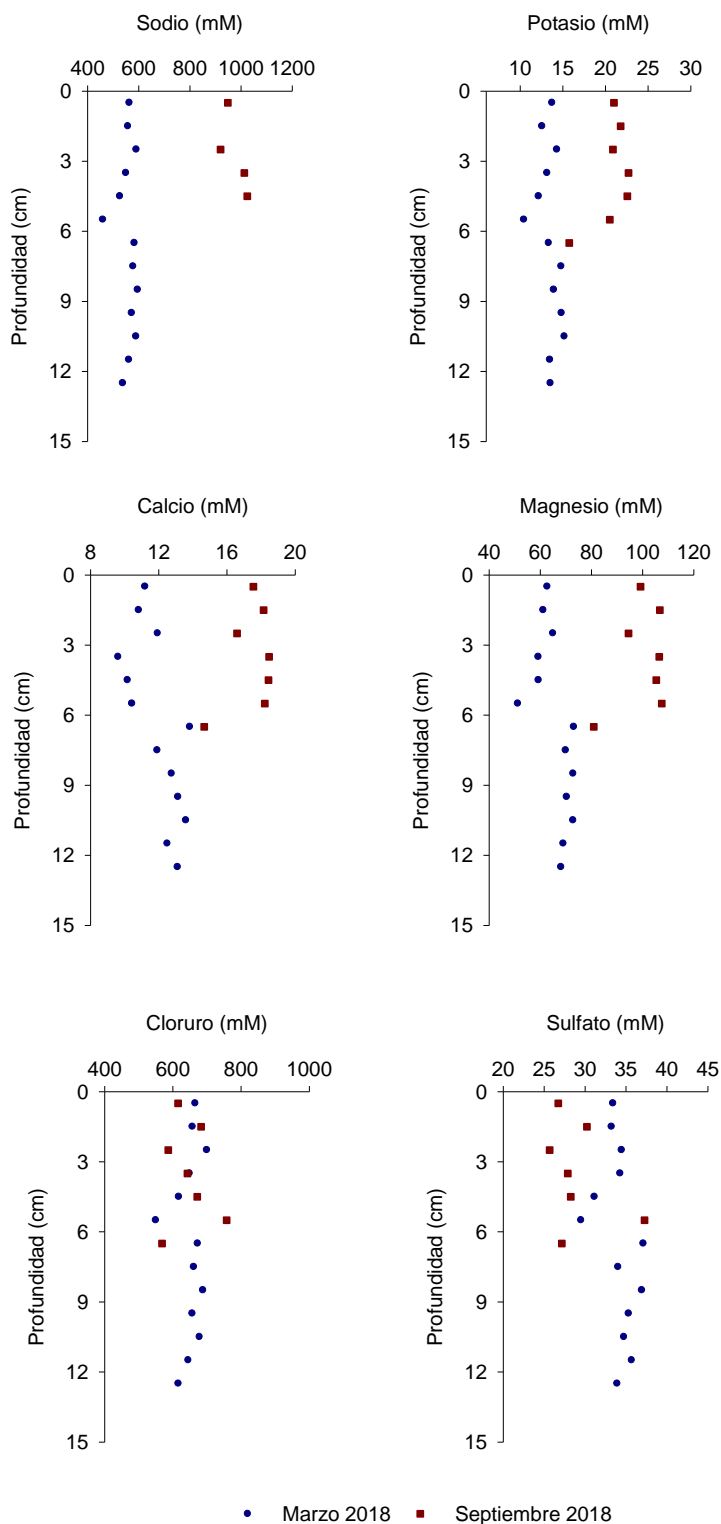 Sodio (mM)
400 600 800 1000 1200
0
3
6
9
12
15
Profundidad (cm)
Potasio (mM)
10 15 20 25 30
0
3
6
9
12
15
Profundidad (cm)
Calcio (mM)
8 12 16 20
0
3
6
9
12
15
Profundidad (cm)
Magnesio (mM)
40 60 80 100 120
0
3
6
9
12
15
Profundidad (cm)
Cloruro (mM)
400 600 800 1000
0
3
6
9
12
15
Profundidad (cm)
Sulfato (mM)
20 25 30 35 40 45
0
3
6
9
12
15
Profundidad (cm)
Marzo 2018 Septiembre 2018